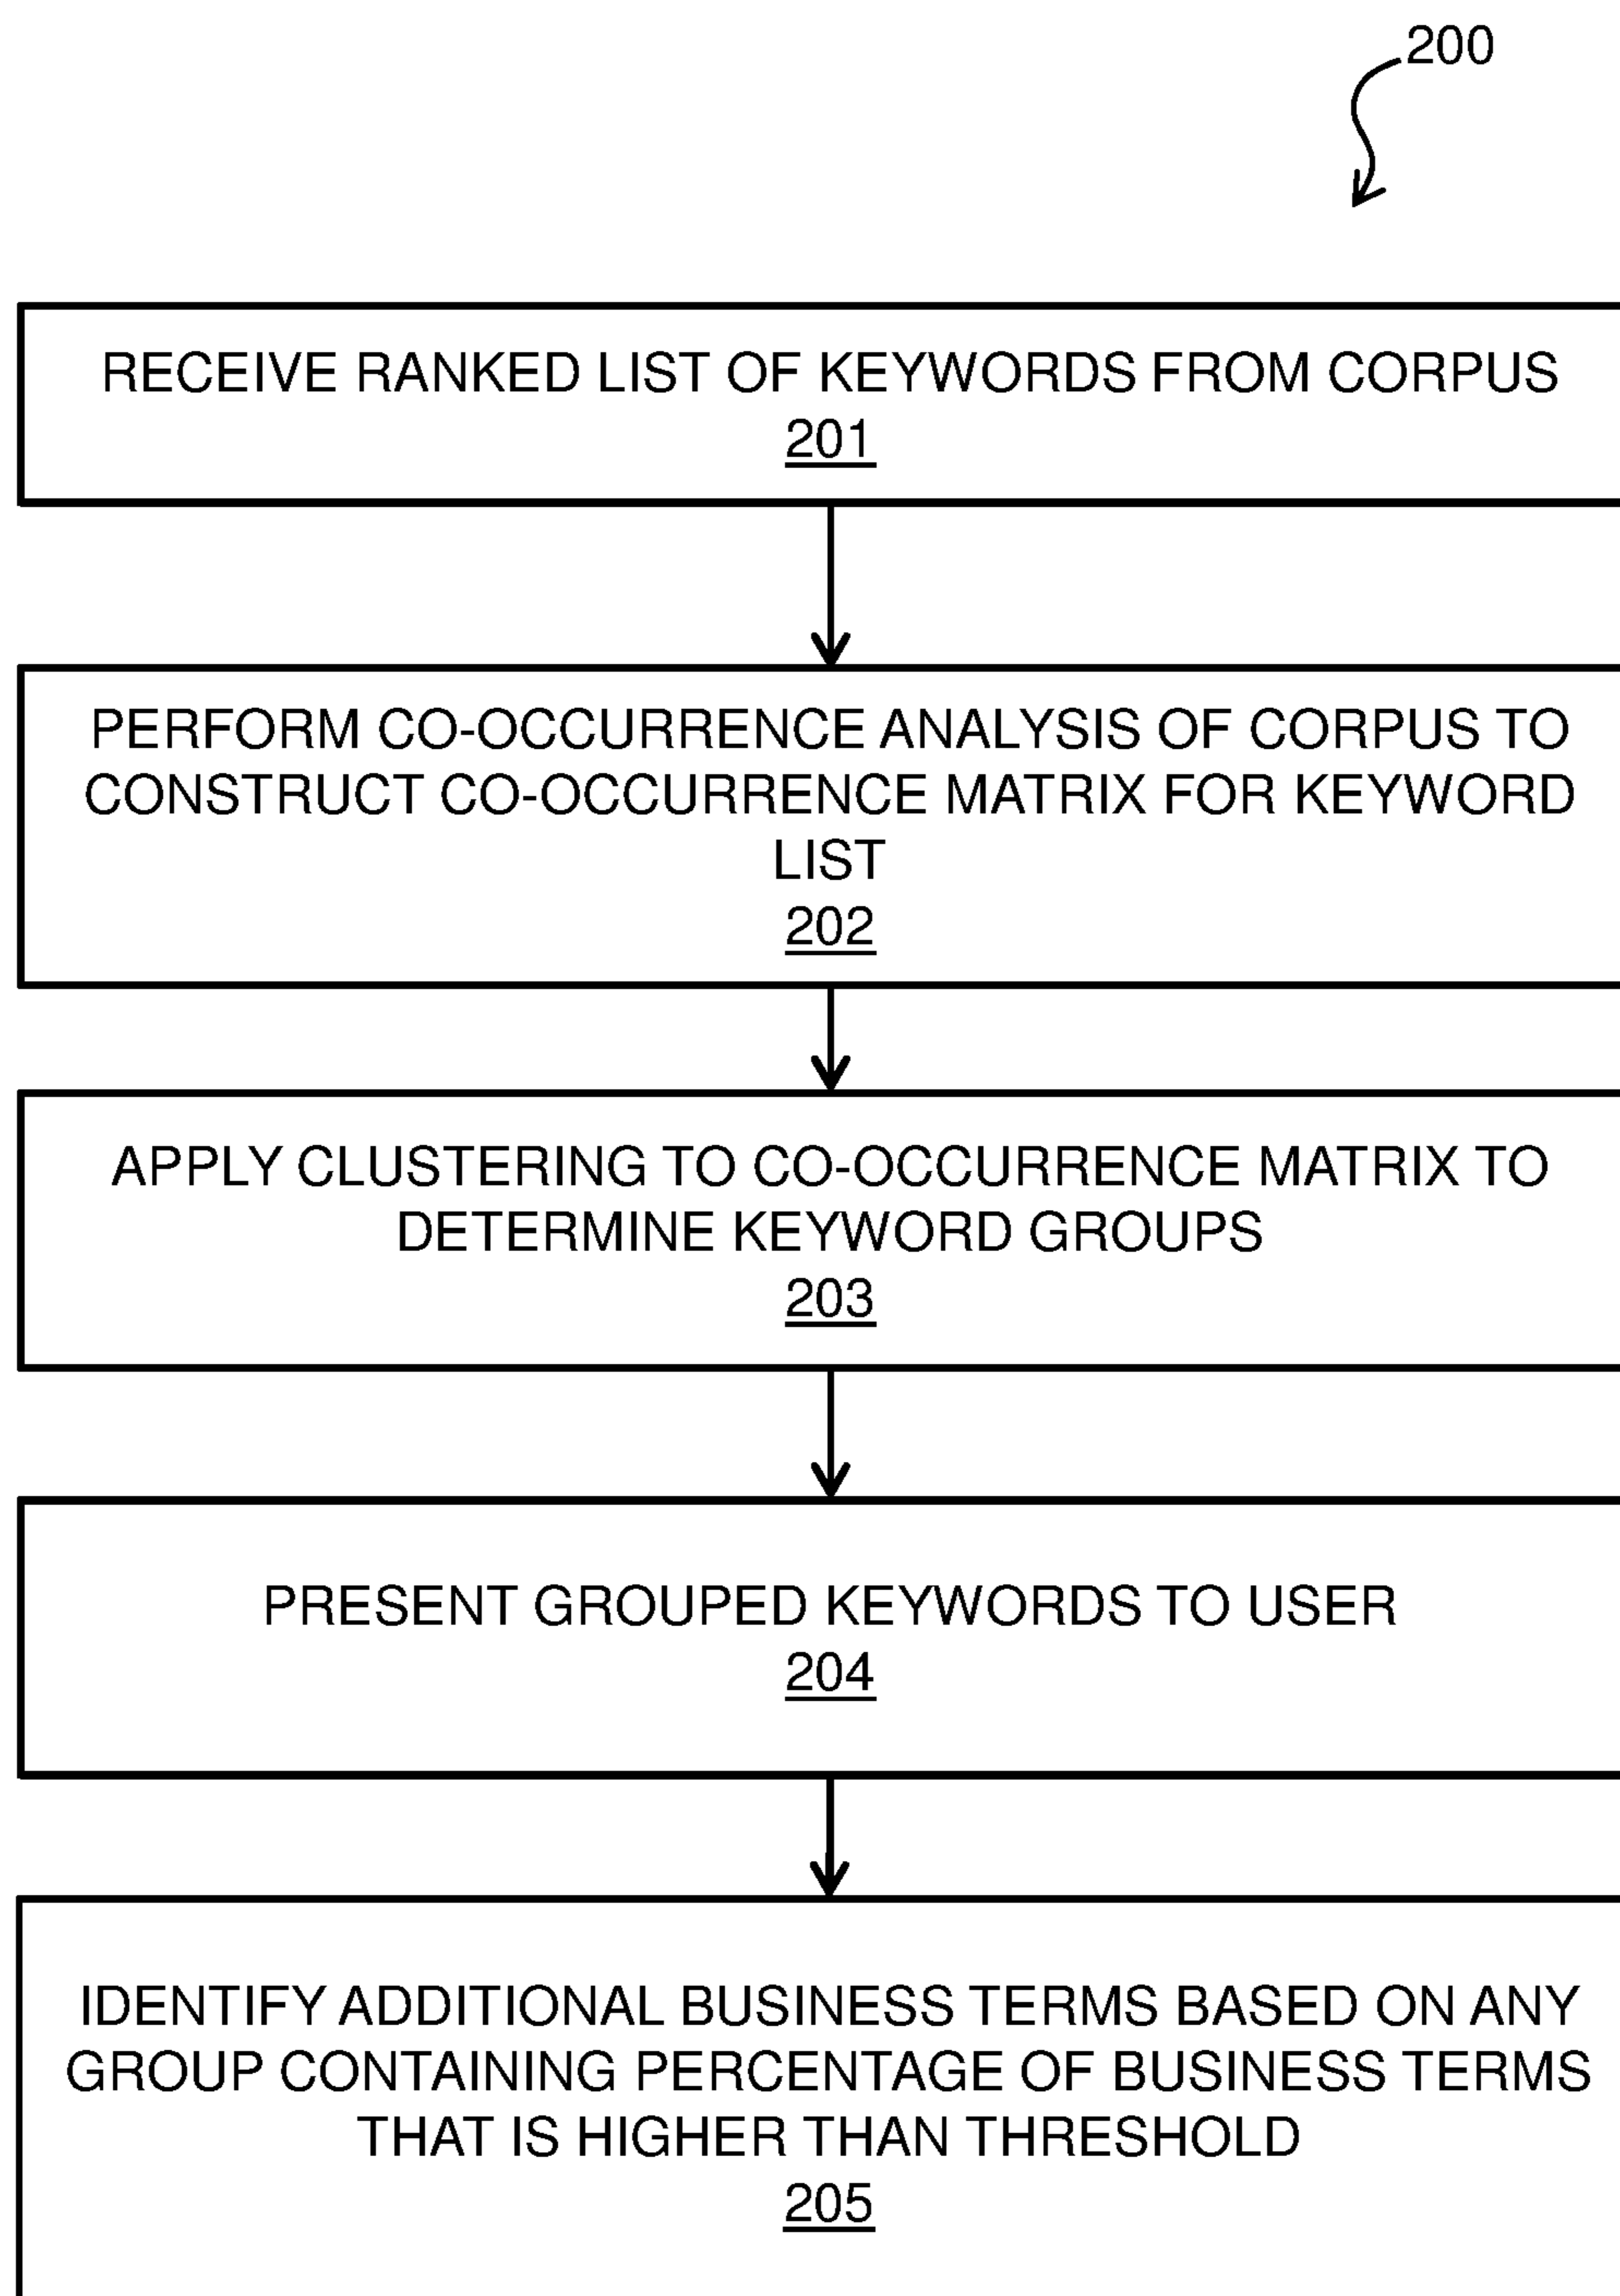 200
RECEIVE RANKED LIST OF KEYWORDS FROM CORPUS
201
PERFORM CO-OCCURRENCE ANALYSIS OF CORPUS TO
CONSTRUCT CO-OCCURRENCE MATRIX FOR KEYWORD
LIST
202
APPLY CLUSTERING TO CO-OCCURRENCE MATRIX TO
DETERMINE KEYWORD GROUPS
203
PRESENT GROUPED KEYWORDS TO USER
204
IDENTIFY ADDITIONAL BUSINESS TERMS BASED ON ANY
GROUP CONTAINING PERCENTAGE OF BUSINESS TERMS
THAT IS HIGHER THAN THRESHOLD
205